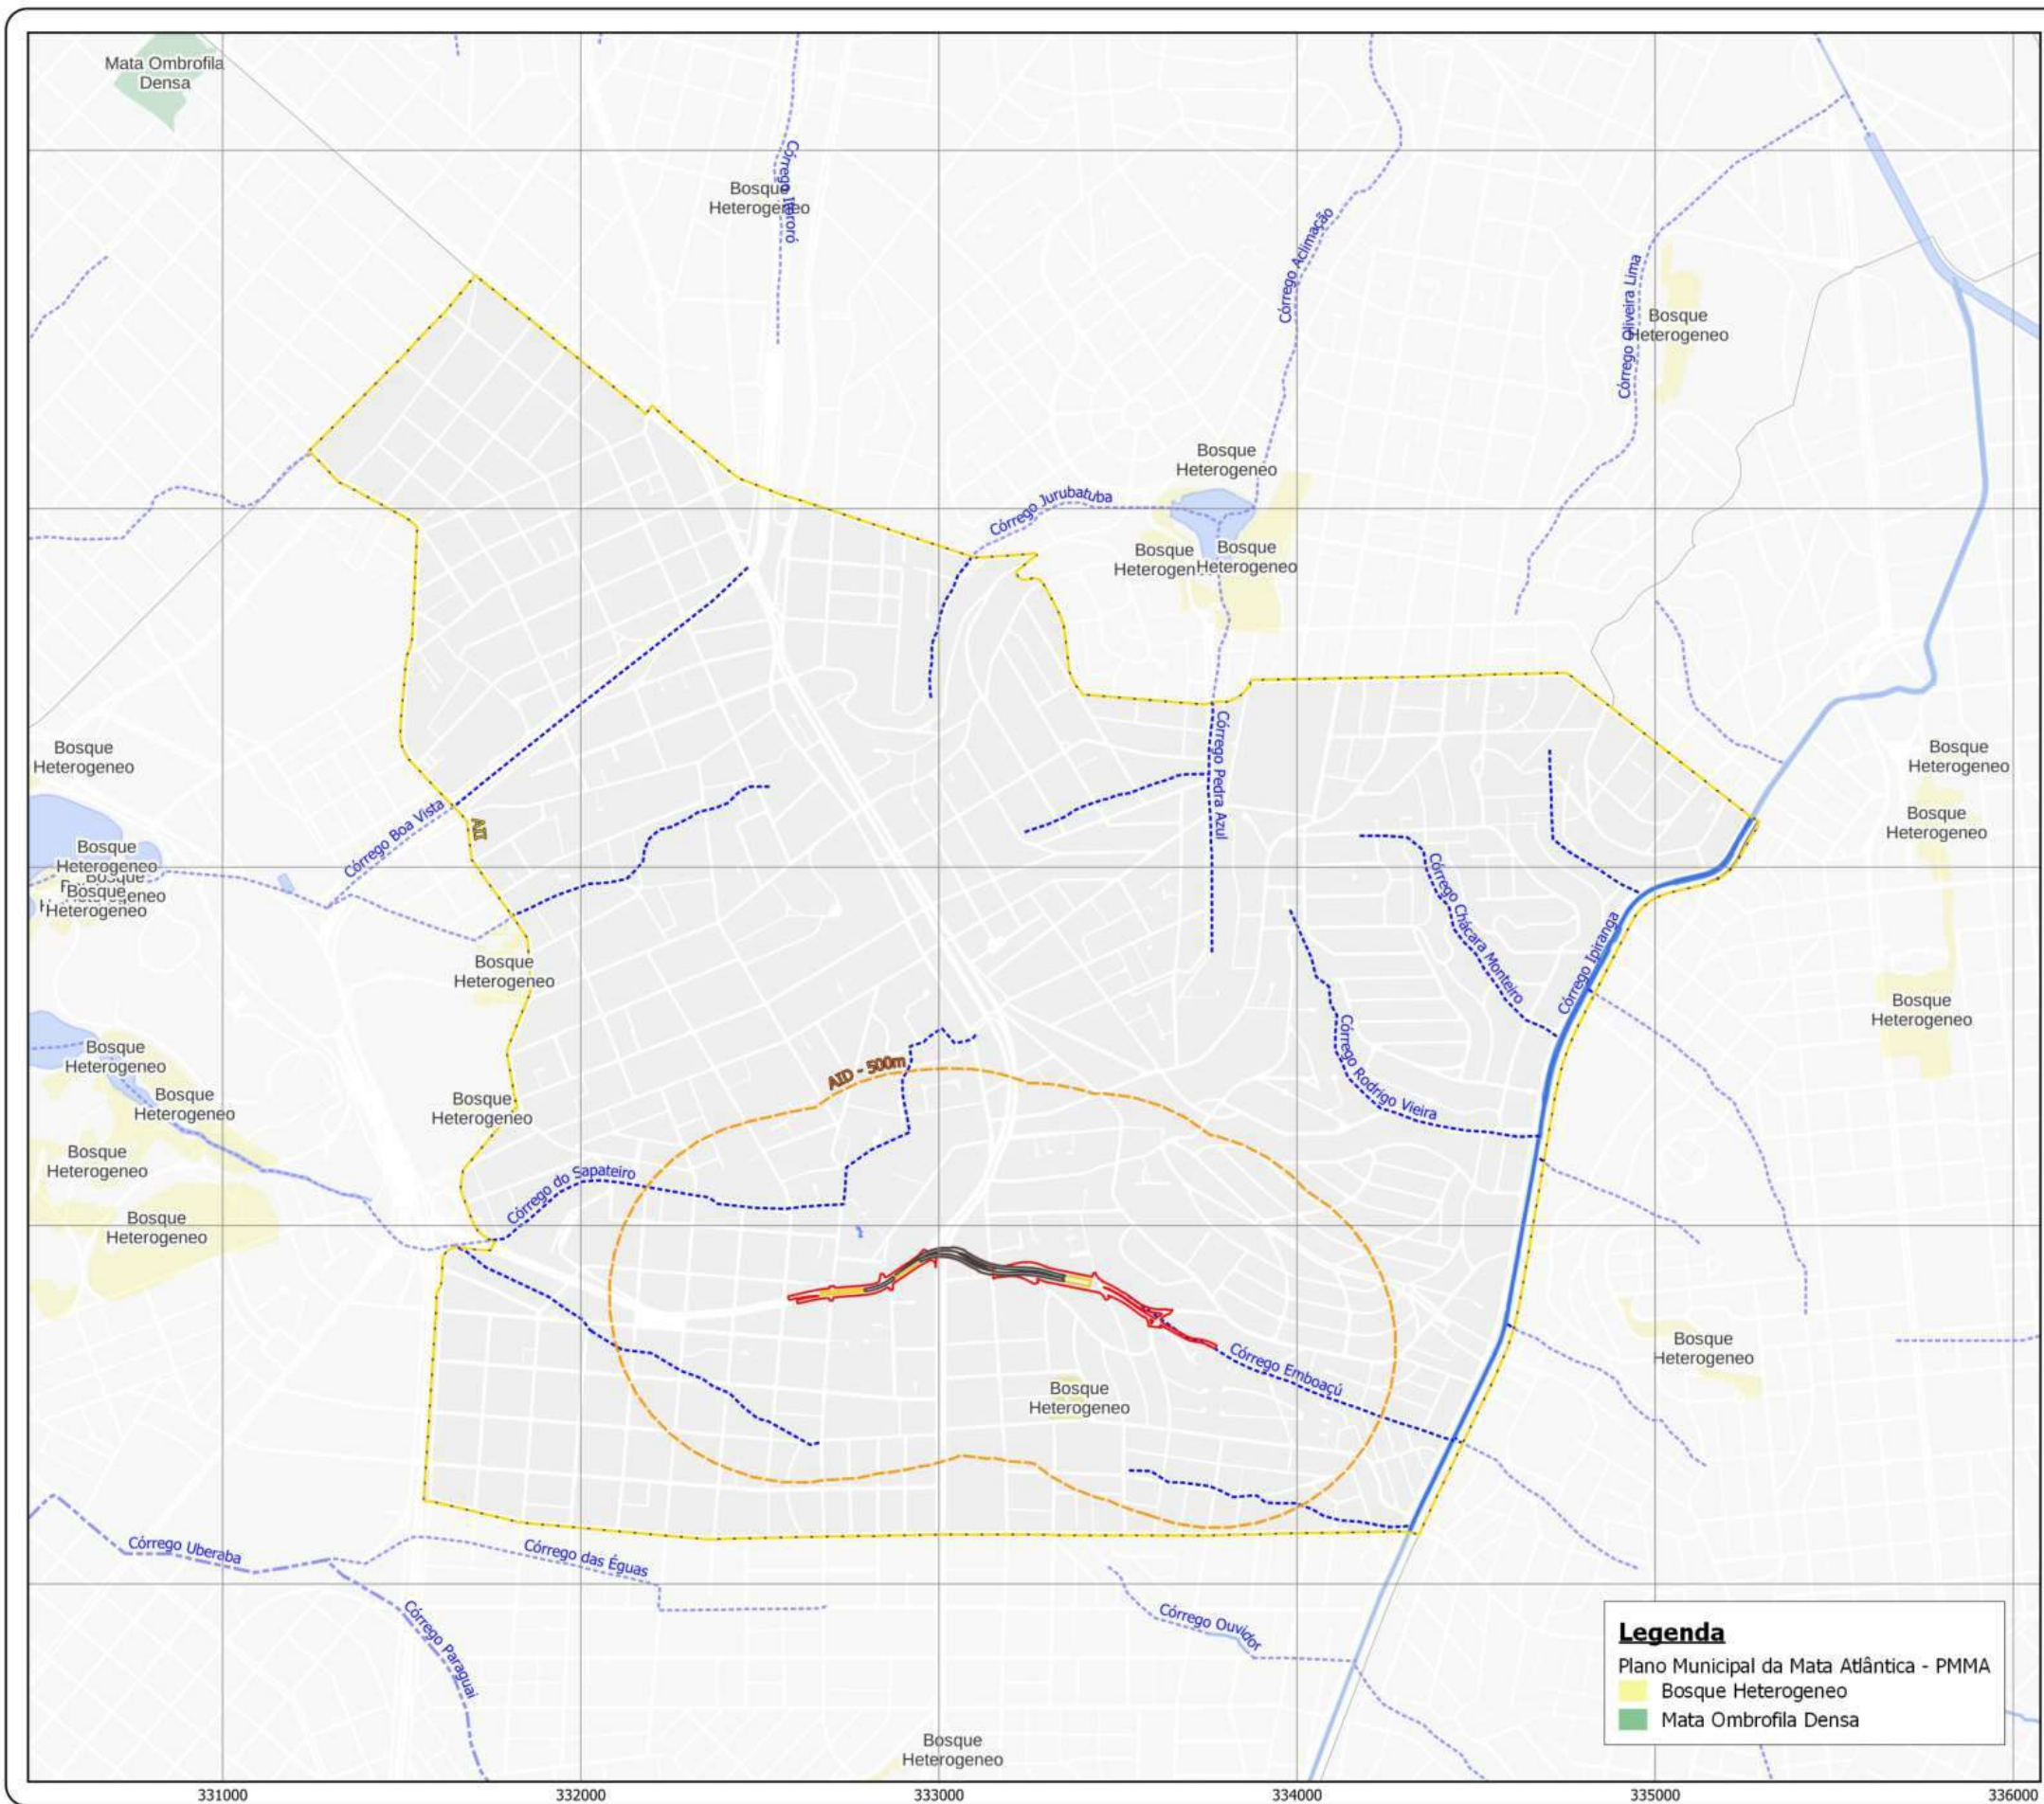 Mata Ombrofila
Densa
Córrego Itororó
Bosque
Heterogeneo
Córrego Aclimação
Córrego Oliveira Lima
Bosque
Heterogeneo
Bosque
Heterogeneo
Córrego Jurubatuba
Bosque
Heterogeneo
Bosque
Heterogeneo
Bosque
Heterogeneo
Córrego Pedra Azul
Bosque
Heterogeneo
Bosque
Heterogeneo
Córrego Boa Vista
AII
Bosque
Heterogeneo
Bosque
Heterogeneo
Bosque
Heterogeneo
Córrego Chácara Monteiro
Córrego Ipiranga
Bosque
Heterogeneo
Bosque
Heterogeneo
Córrego Rodrigo Vieira
Bosque
Heterogeneo
AID - 500m
Bosque
Heterogeneo
Bosque
Heterogeneo
Bosque
Heterogeneo
Córrego do Sapateiro
Bosque
Heterogeneo
Bosque
Heterogeneo
Córrego Emboaçú
Bosque
Heterogeneo
Córrego Uberaba
Córrego das Éguas
Córrego Paraguai
Córrego Ouvidor
Bosque
Heterogeneo
Legenda
Plano Municipal da Mata Atlântica - PMMA
Bosque Heterogeneo
Mata Ombrofila Densa
331000
332000
333000
334000
335000
336000